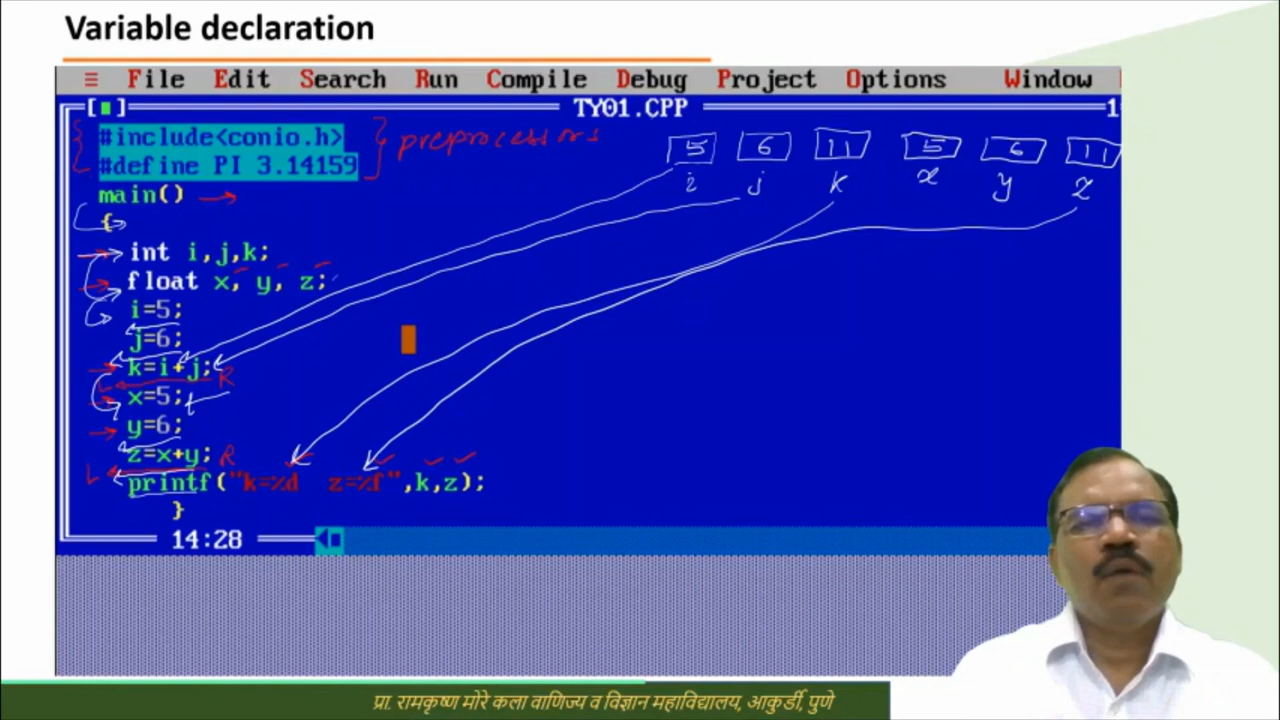 Variable declaration
≡ File Edit Search Run Compile Debug Project Options Window
[■] TY01.CPP 1
#include<conio.h>
#define PI 3.14159
preprocessors
5 6 11 5 6 11
i j k x y z
main()
{
int i,j,k;
float x, y, z;
i=5;
j=6;
k=i+j;
R
L
x=5;
y=6;
z=x+y;
R
L
printf("k=%d z=%f",k,z);
}
14:28
प्रा. रामकृष्ण मोरे कला वाणिज्य व विज्ञान महाविद्यालय, आकुर्डी, पुणे